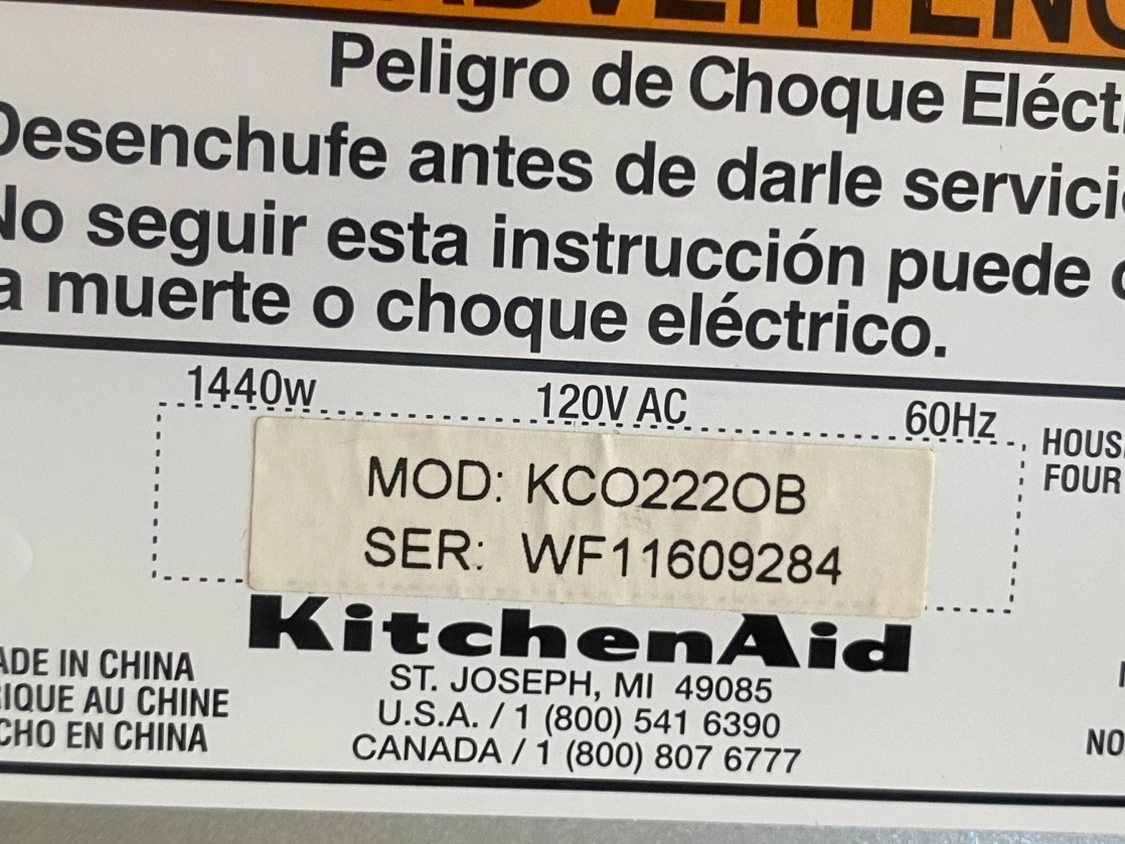 ADVERTENC
Peligro de Choque Eléct
Desenchufe antes de darle servici
No seguir esta instrucción puede
a muerte o choque eléctrico.
1440w 120V AC 60Hz
HOUS
FOUR
MOD: KCO222OB
SER: WF11609284
KitchenAid
ST. JOSEPH, MI 49085
U.S.A. / 1 (800) 541 6390
CANADA / 1 (800) 807 6777
ADE IN CHINA
RIQUE AU CHINE
CHO EN CHINA
NO